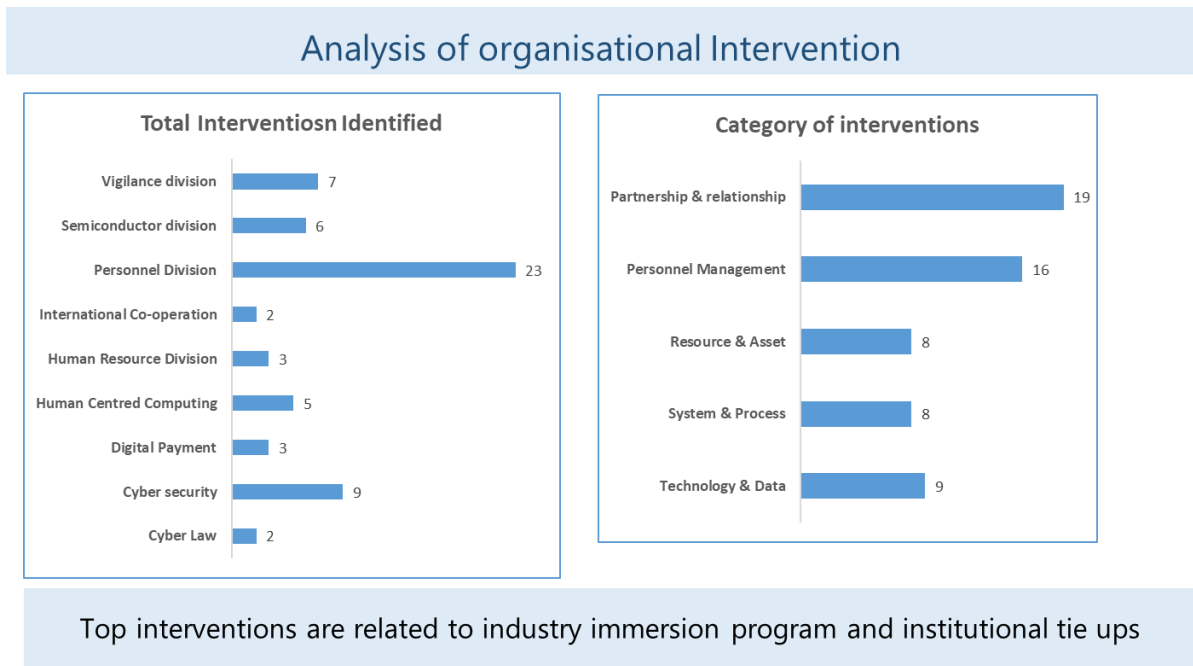 Analysis of organisational Intervention
Total Interventiosn Identified
Vigilance division 7
Semiconductor division 6
Personnel Division 23
International Co-operation 2
Human Resource Division 3
Human Centred Computing 5
Digital Payment 3
Cyber security 9
Cyber Law 2
Category of interventions
Partnership & relationship 19
Personnel Management 16
Resource & Asset 8
System & Process 8
Technology & Data 9
Top interventions are related to industry immersion program and institutional tie ups